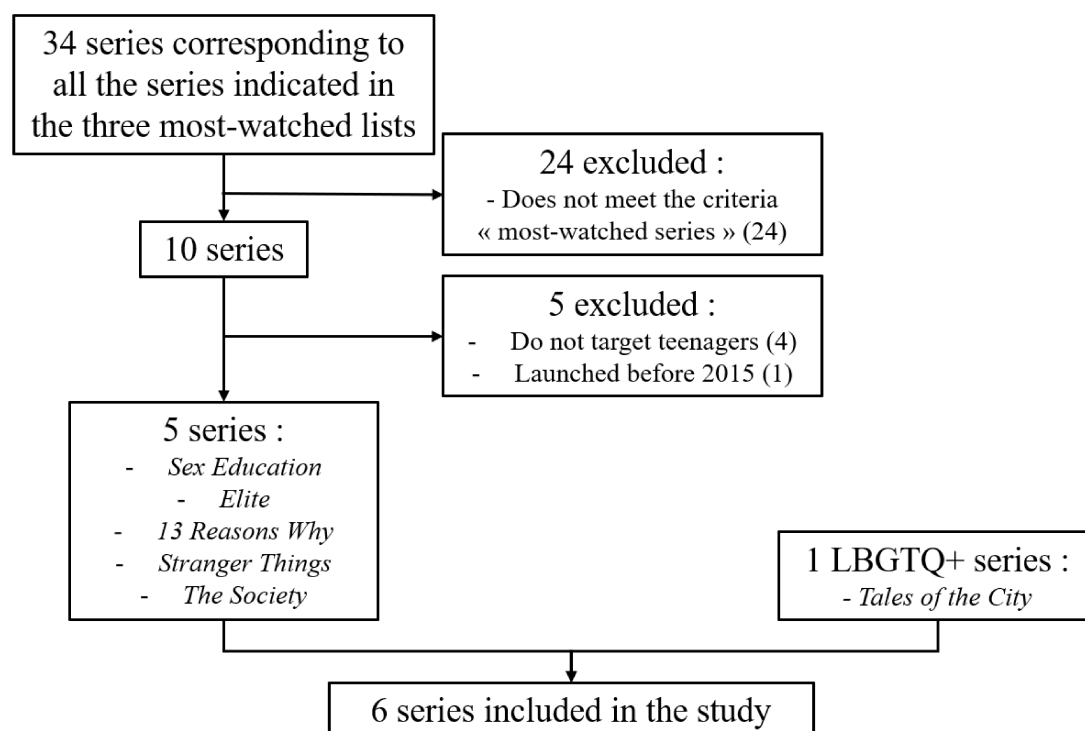 34 series corresponding to
all the series indicated in
the three most-watched lists
24 excluded :
- Does not meet the criteria
« most-watched series » (24)
10 series
5 excluded :
- Do not target teenagers (4)
- Launched before 2015 (1)
5 series :
- Sex Education
- Elite
- 13 Reasons Why
- Stranger Things
- The Society
1 LBGTQ+ series :
- Tales of the City
6 series included in the study